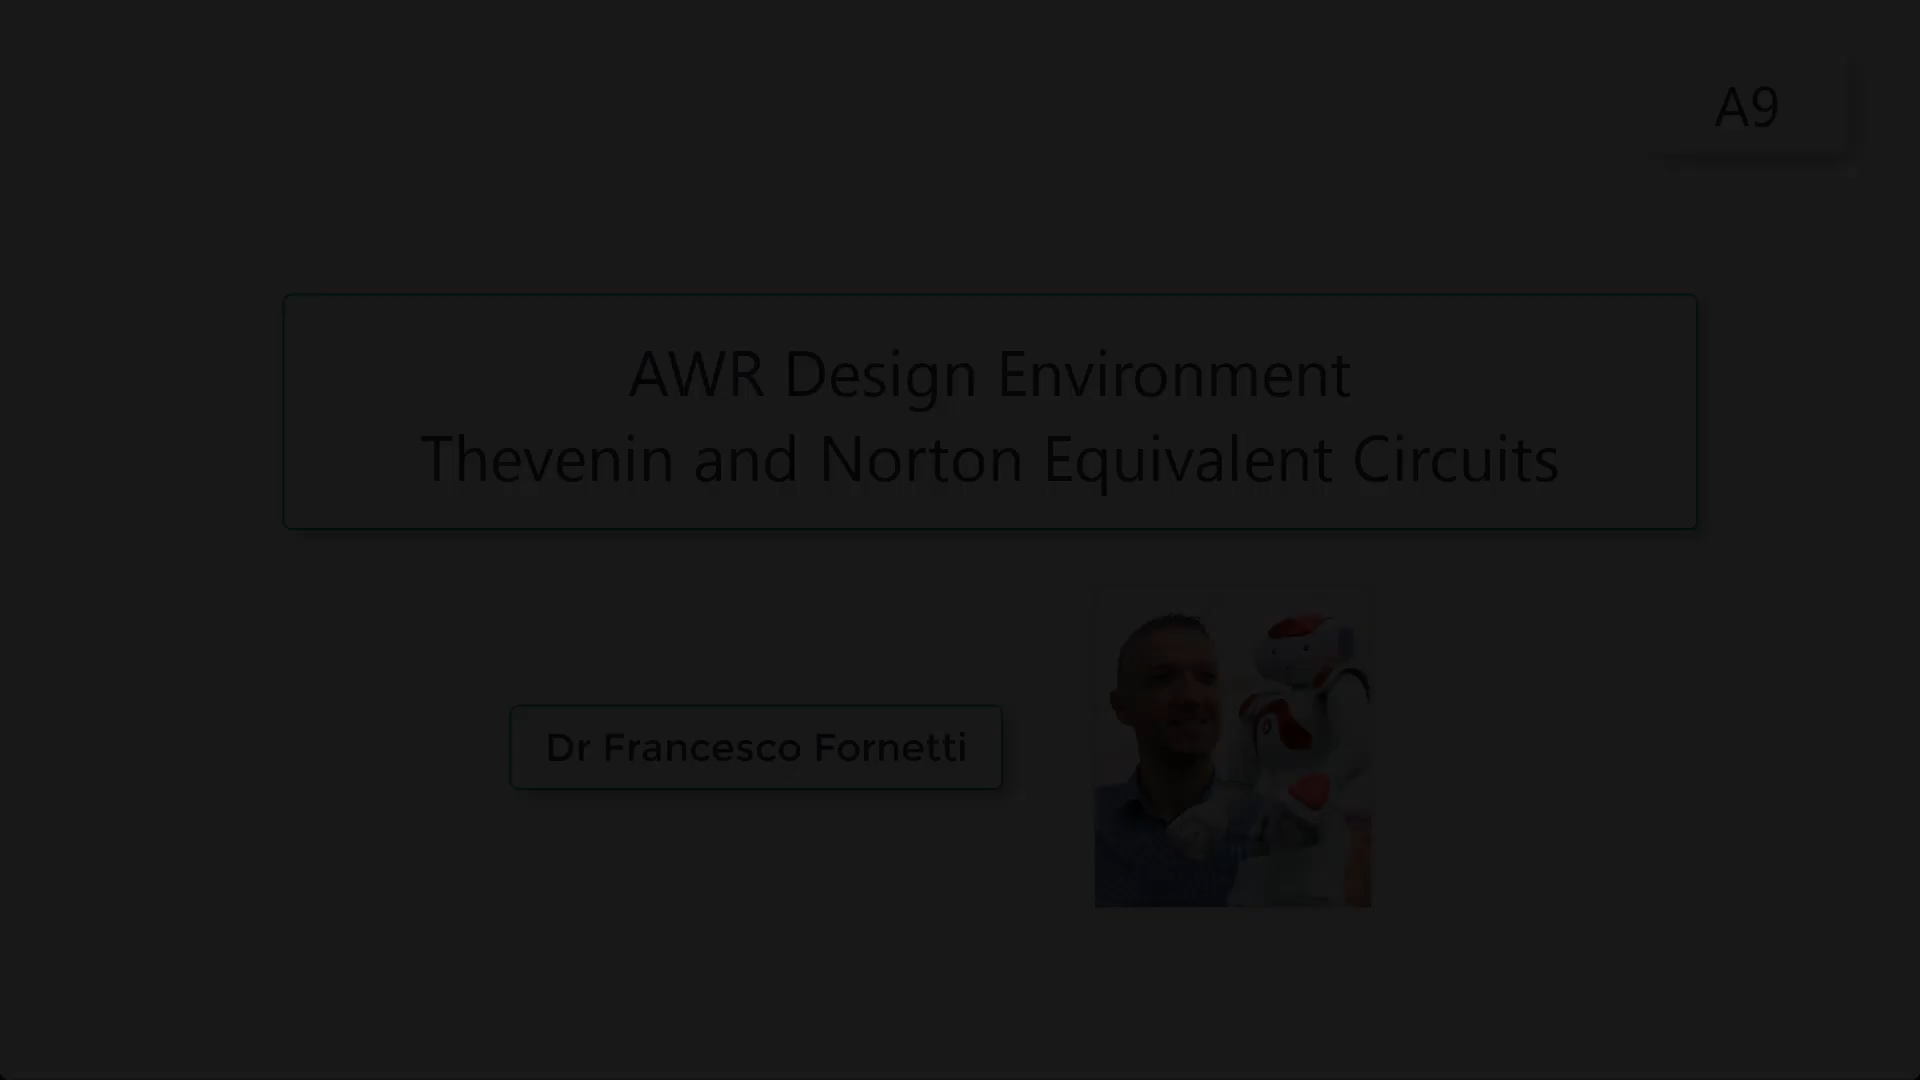 A9
AWR Design Environment
Thevenin and Norton Equivalent Circuits
Dr Francesco Fornetti